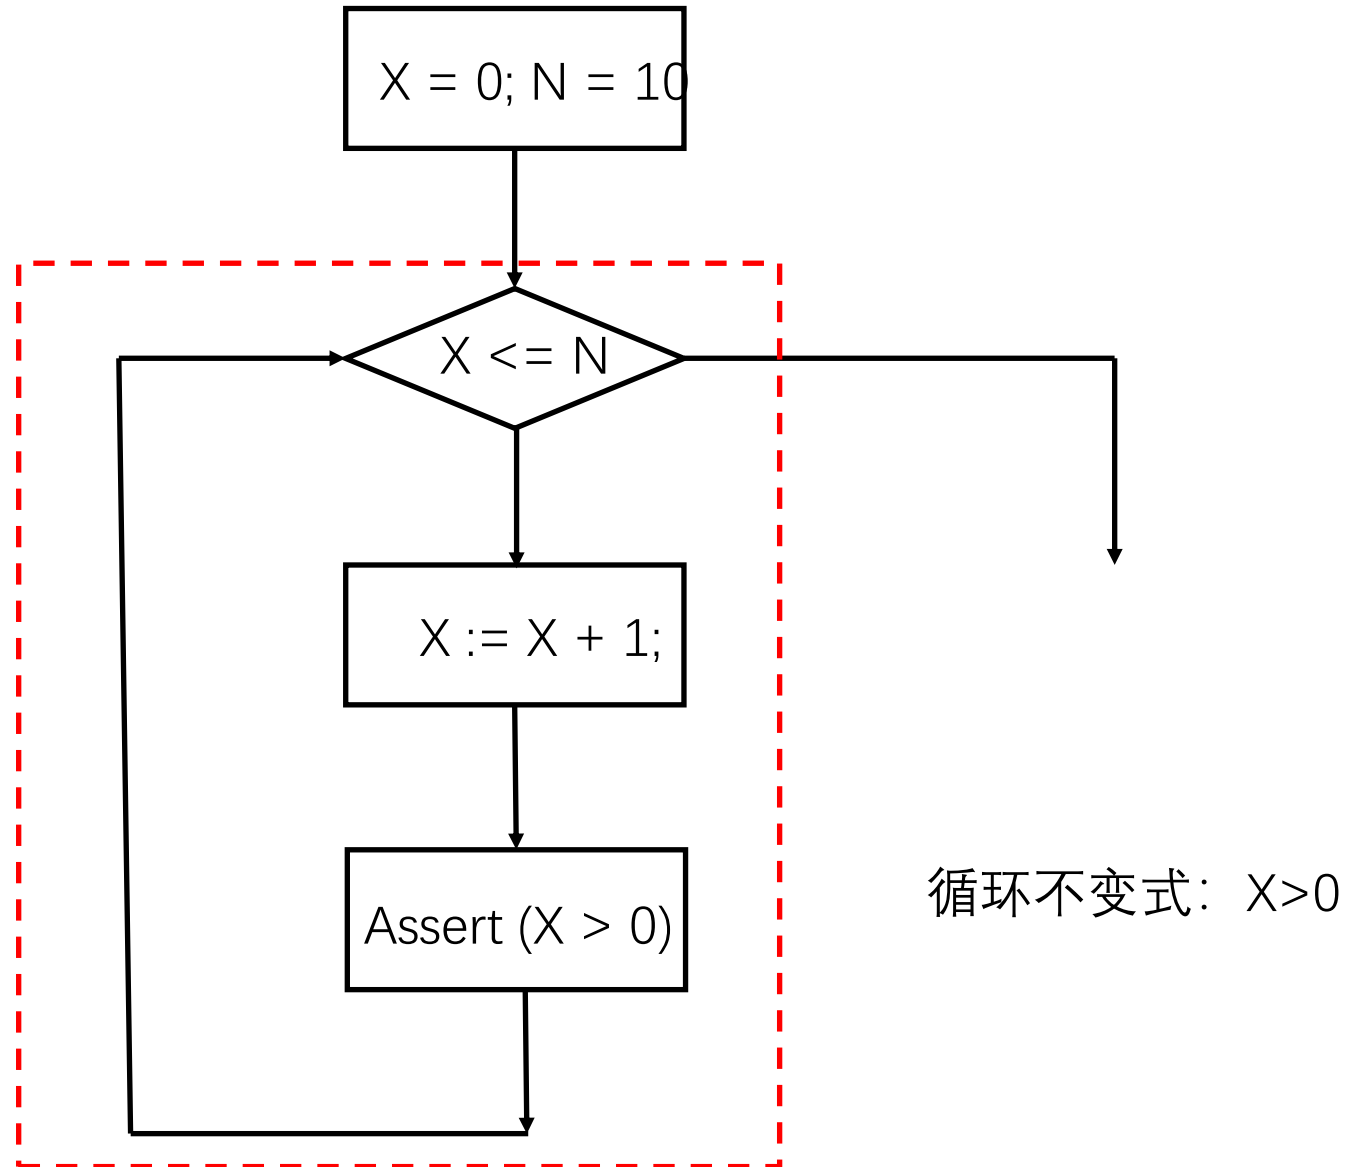 X = 0; N = 10
X <= N
X := X + 1;
Assert (X > 0)
循环不变式：X>0